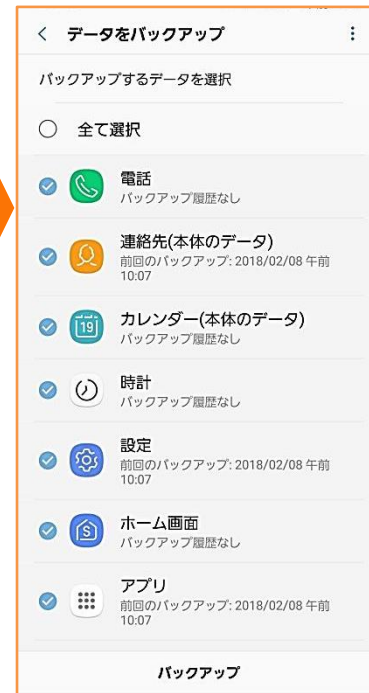 データをバックアップ
バックアップするデータを選択
全て選択
電話
バックアップ履歴なし
連絡先(本体のデータ)
前回のバックアップ: 2018/02/08 午前
10:07
19
カレンダー(本体のデータ)
バックアップ履歴なし
時計
バックアップ履歴なし
設定
前回のバックアップ: 2018/02/08 午前
10:07
S
ホーム画面
バックアップ履歴なし
アプリ
前回のバックアップ: 2018/02/08 午前
10:07
バックアップ